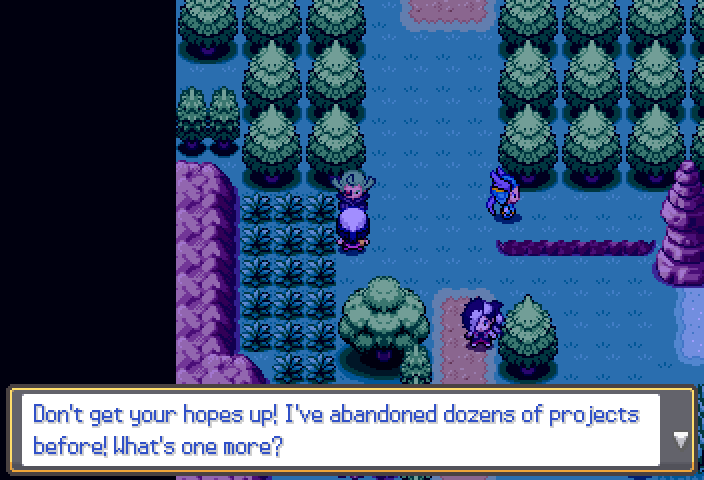 Don't get your hopes up! I've abandoned dozens of projects
before! What's one more?